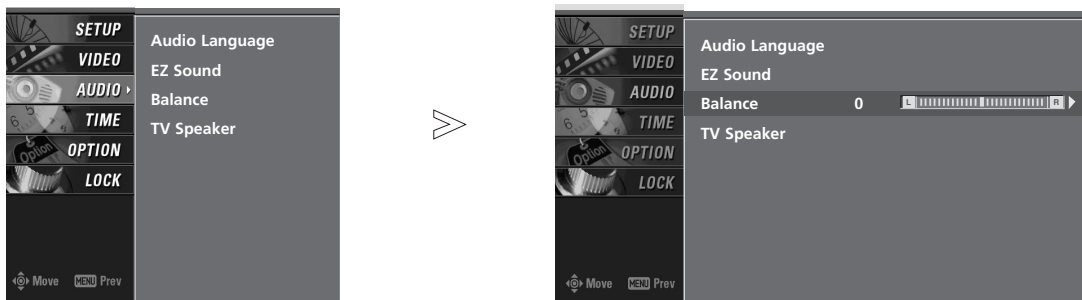 SETUP
VIDEO
AUDIO
TIME
OPTION
LOCK
Audio Language
EZ Sound
Balance
TV Speaker
Move MENU Prev
SETUP
VIDEO
AUDIO
TIME
OPTION
LOCK
Audio Language
EZ Sound
Balance 0 L R
TV Speaker
Move MENU Prev